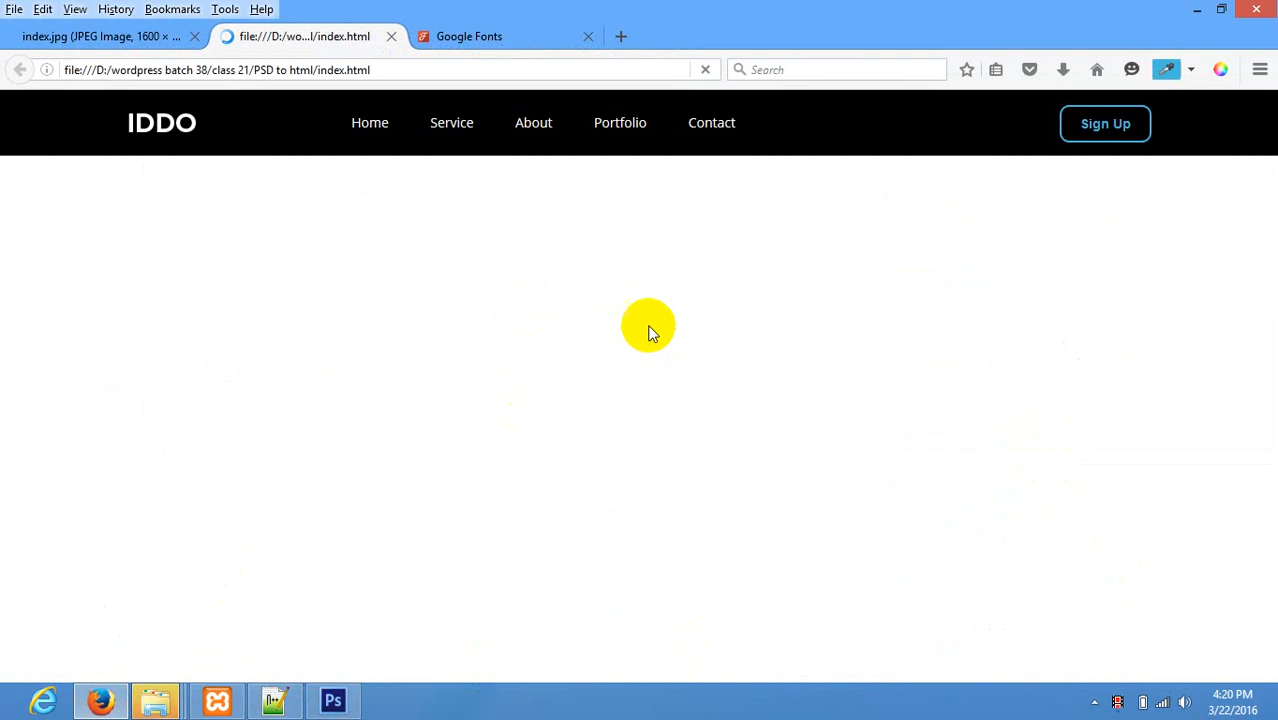 File Edit View History Bookmarks Tools Help
index.jpg (JPEG Image, 1600 × ... file:///D:/wo...l/index.html Google Fonts
file:///D:/wordpress batch 38/class 21/PSD to html/index.html Search
IDDO Home Service About Portfolio Contact Sign Up
Ps 4:20 PM
3/22/2016